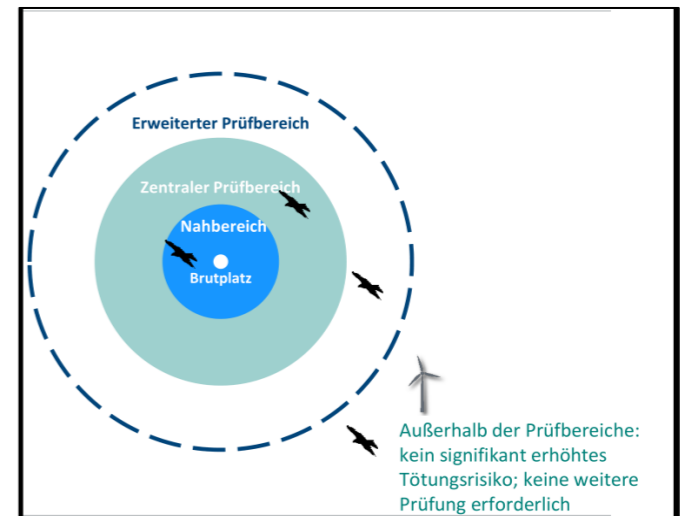 Erweiterter Prüfbereich
Zentraler Prüfbereich
Nahbereich
Brutplatz
Außerhalb der Prüfbereiche:
kein signifikant erhöhtes
Tötungsrisiko; keine weitere
Prüfung erforderlich